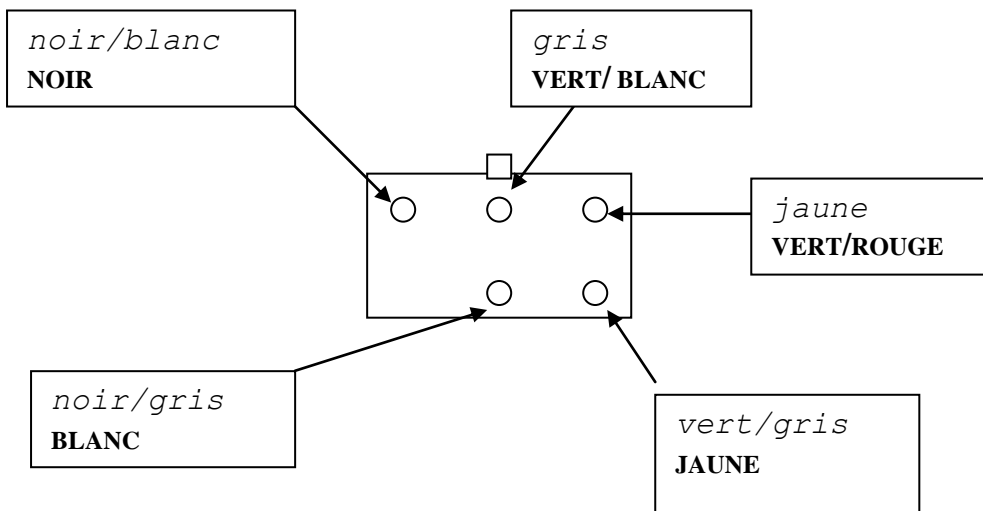 noir/blanc
NOIR
gris
VERT/ BLANC
jaune
VERT/ROUGE
noir/gris
BLANC
vert/gris
JAUNE